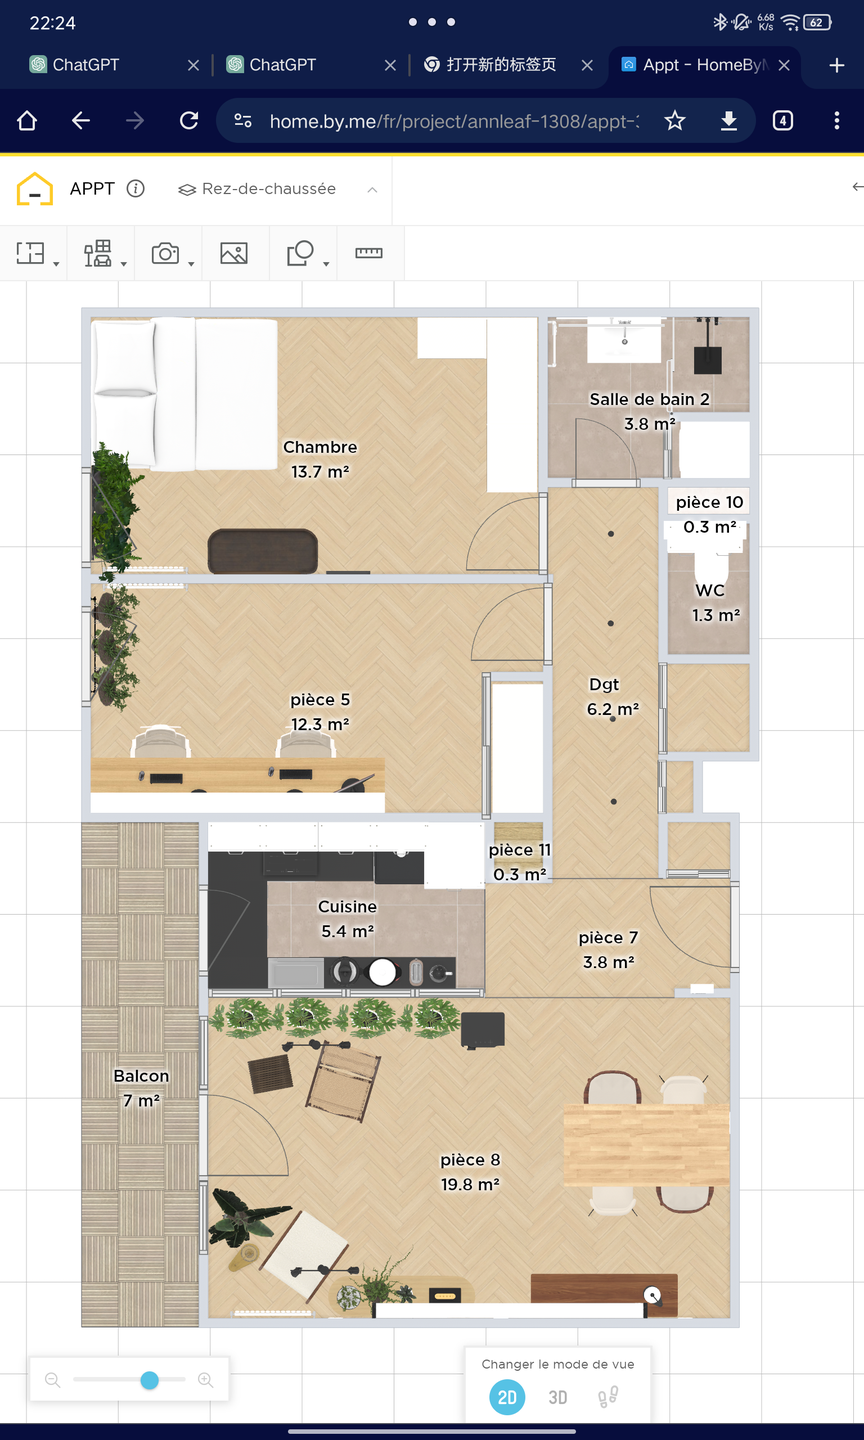 22:24
6.68
K/s
62
ChatGPT
ChatGPT
打开新的标签页
Appt - HomeByM
home.by.me/fr/project/annleaf-1308/appt-3
4
APPT
Rez-de-chaussée
Salle de bain 2
3.8 m²
Chambre
13.7 m²
pièce 10
0.3 m²
WC
1.3 m²
Dgt
6.2 m²
pièce 5
12.3 m²
pièce 11
0.3 m²
Cuisine
5.4 m²
pièce 7
3.8 m²
Balcon
7 m²
pièce 8
19.8 m²
Changer le mode de vue
2D
3D